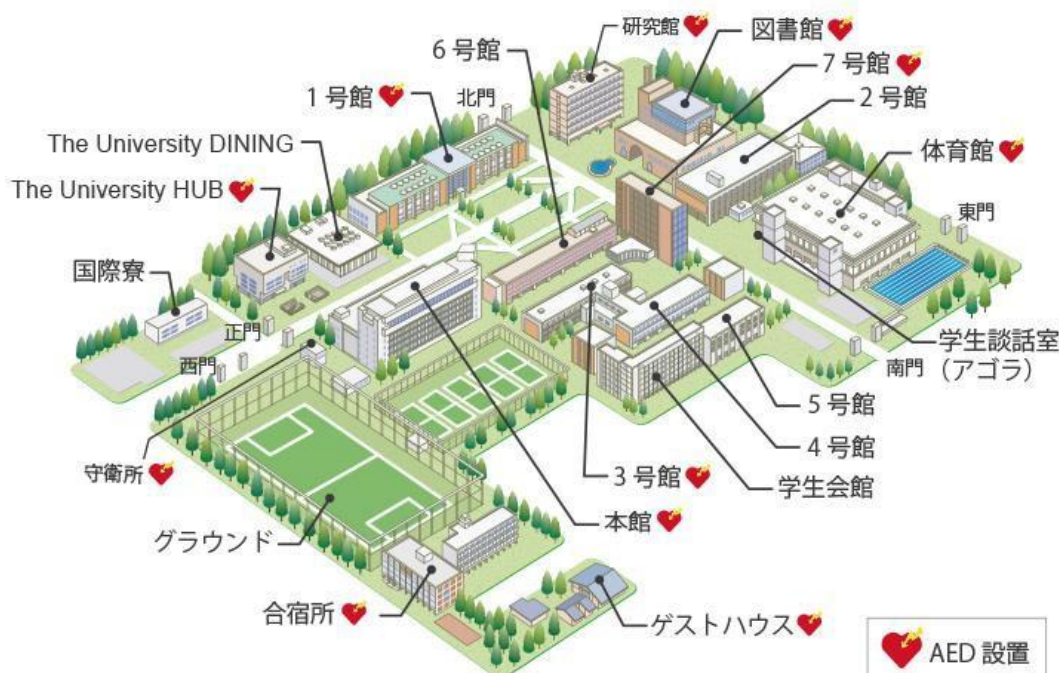 研究館
図書館
6号館
7号館
1号館
北門
2号館
The University DINING
体育館
The University HUB
東門
国際寮
正門
西門
学生談話室
(アゴラ)
南門
5号館
4号館
守衛所
3号館
学生会館
本館
グラウンド
合宿所
ゲストハウス
AED設置